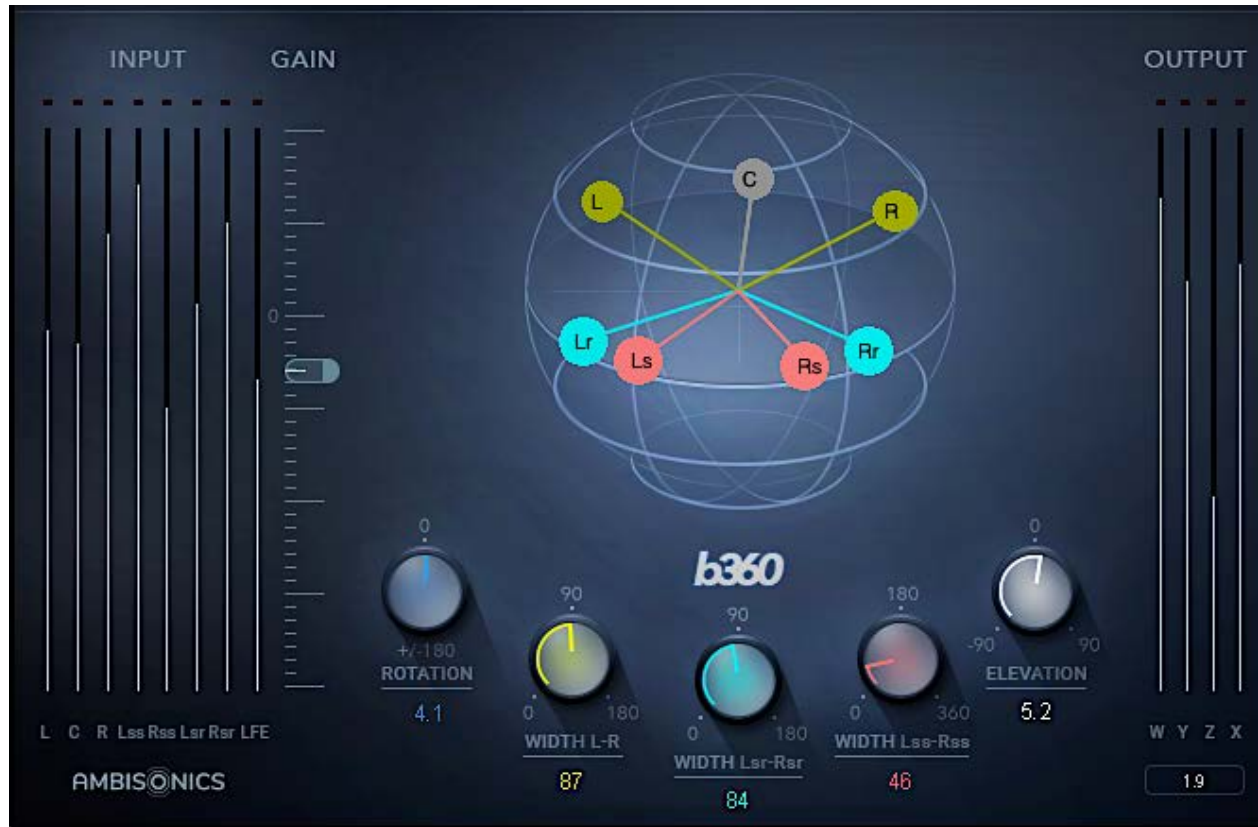 INPUT GAIN OUTPUT
C
L R
0
Lr Ls Rs Rr
0 0
b360
90 90 180
+/-180 -90 90
ROTATION ELEVATION
4.1 5.2
0 180 0 180 0 360
WIDTH L-R WIDTH Lsr-Rsr WIDTH Lss-Rss
87 84 46
L C R Lss Rss Lsr Rsr LFE W Y Z X
AMBISONICS 1.9